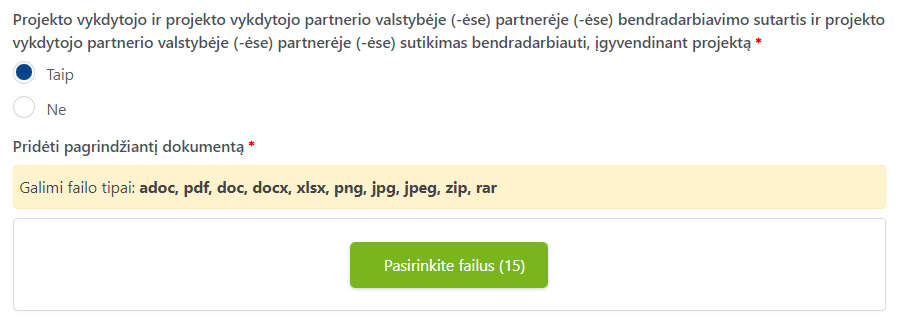 Projekto vykdytojo ir projekto vykdytojo partnerio valstybėje (-ėse) partnerėje (-ėse) bendradarbiavimo sutartis ir projekto
vykdytojo partnerio valstybėje (-ėse) partnerėje (-ėse) sutikimas bendradarbiauti, įgyvendinant projektą *
Taip
Ne
Pridėti pagrindžiantį dokumentą *
Galimi failo tipai: adoc, pdf, doc, docx, xlsx, png, jpg, jpeg, zip, rar
Pasirinkite failus (15)